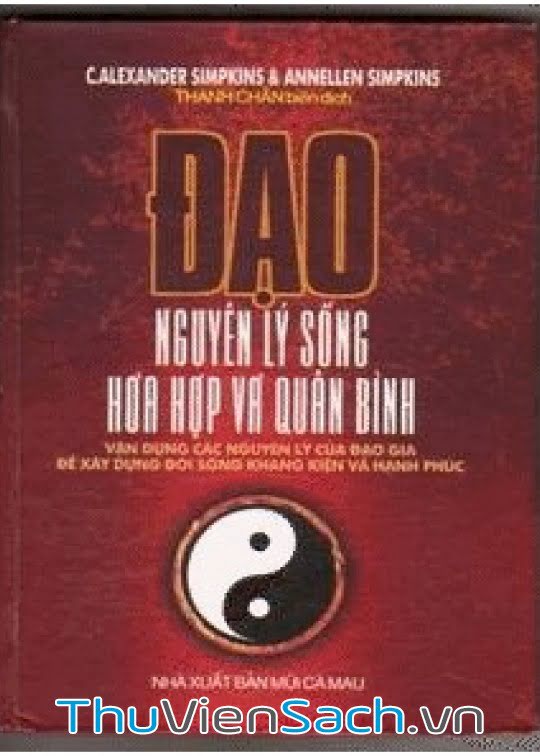 C.ALEXANDER SIMPKINS & ANNELLEN SIMPKINS
THANH CHÂN biên dịch
ĐẠO
NGUYÊN LÝ SỐNG
HÒA HỢP VÀ QUÂN BÌNH
VẬN DỤNG CÁC NGUYÊN LÝ CỦA ĐẠO GIA
ĐỂ XÂY DỰNG ĐỜI SỐNG KHANG KIỆN VÀ HẠNH PHÚC
NHÀ XUẤT BẢN MŨI CÀ MAU
ThuVienSach.vn